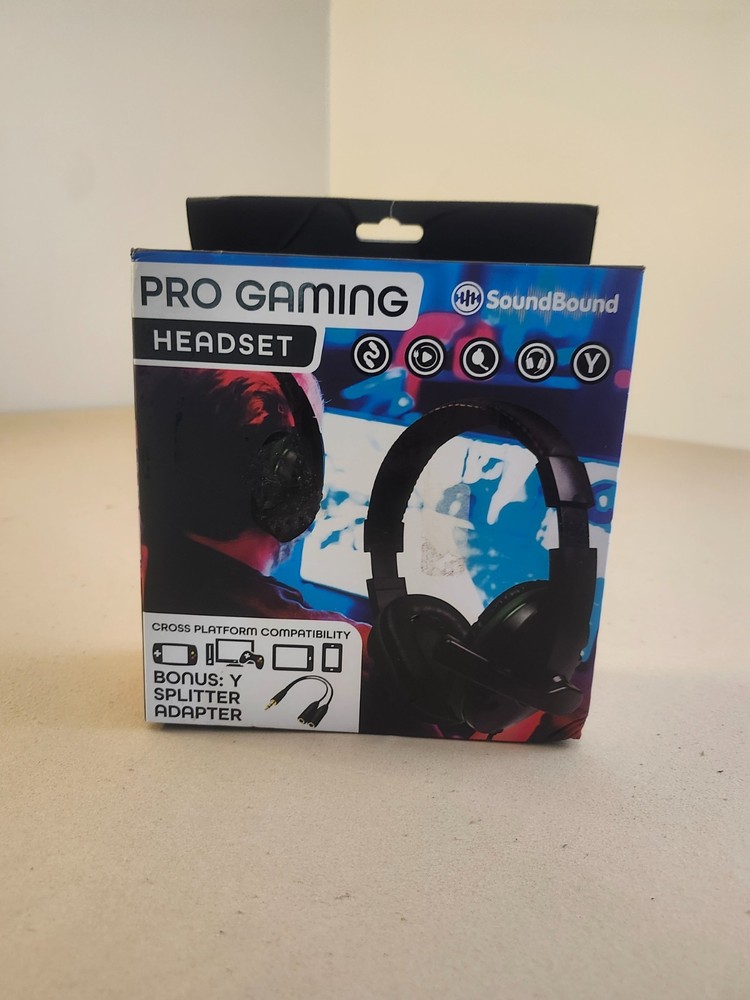 PRO GAMING
HEADSET
SoundBound
Y
CROSS PLATFORM COMPATIBILITY
BONUS: Y
SPLITTER
ADAPTER